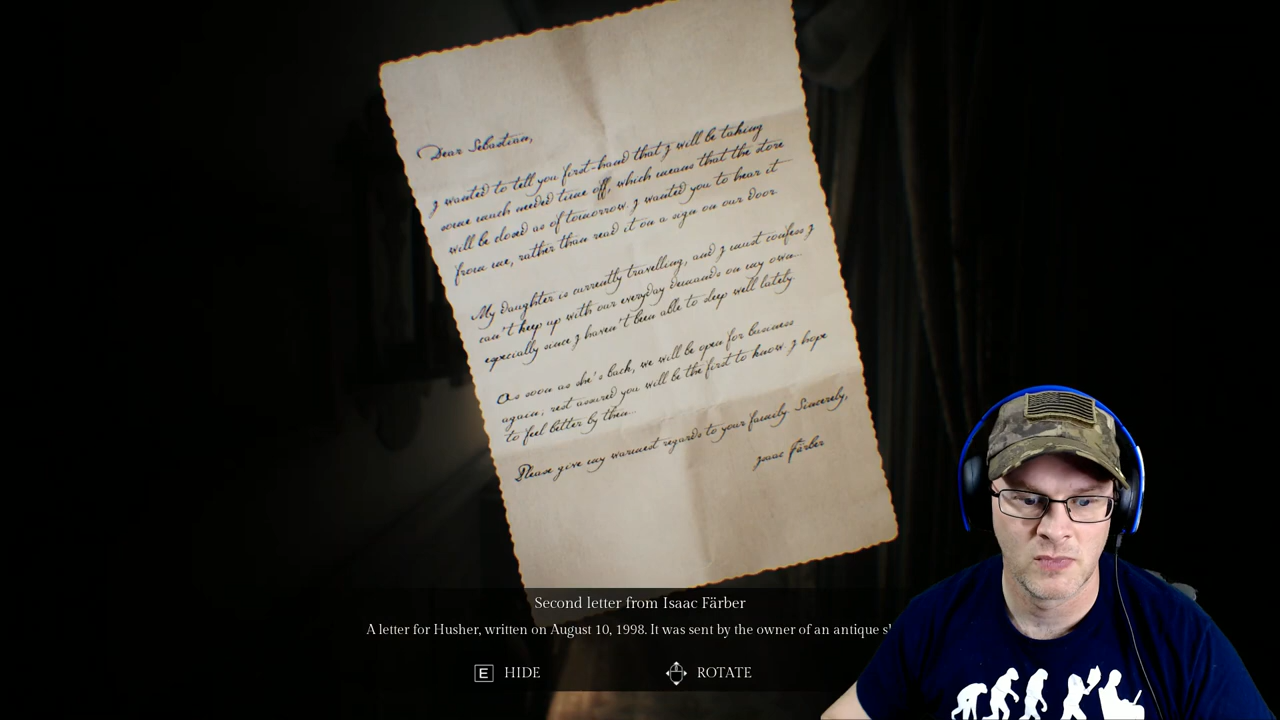 Dear Sebastian,
I wanted to tell you first-hand that I will be taking
some much needed time off, which means that the store
will be closed as of tomorrow. I wanted you to hear it
from me, rather than read it on a sign on our door.
My daughter is currently travelling, and I must confess I
can't keep up with our everyday demands on my own...
especially since I haven't been able to sleep well lately.
As soon as she's back, we will be open for business
again; rest assured you will be the first to know. I hope
to feel better by then...
Please give my warmest regards to your family. Sincerely,
Isaac Färber
Second letter from Isaac Färber
A letter for Husher, written on August 10, 1998. It was sent by the owner of an antique
E HIDE
ROTATE